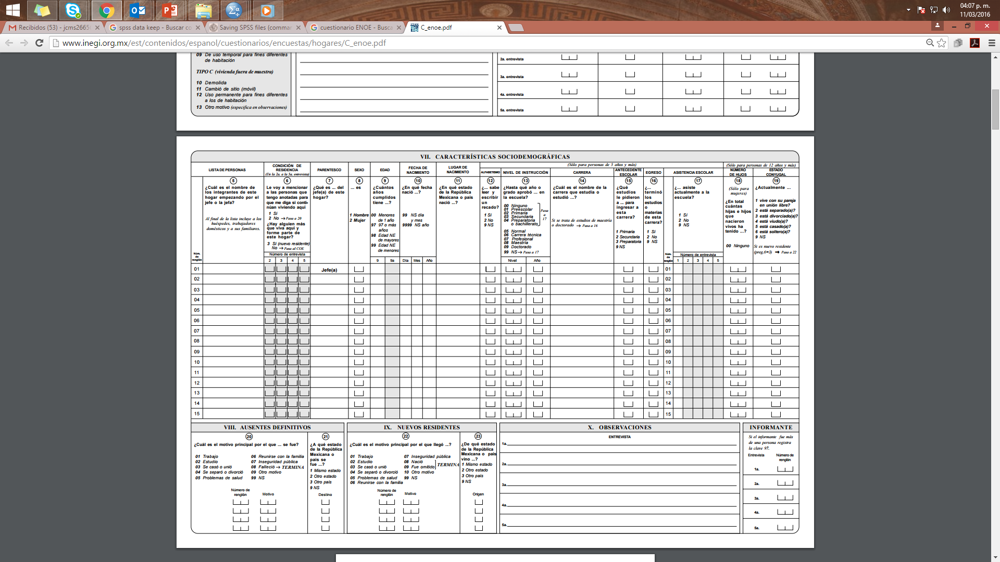 04:07 p. m.
11/03/2016
Recibidos (53) - jcms2665
spss data keep - Buscar co
Saving SPSS files (comman
cuestionario ENOE - Busca
C_enoe.pdf
www.inegi.org.mx/est/contenidos/espanol/cuestionarios/encuestas/hogares/C_enoe.pdf
09 De uso temporal para fines diferentes
de habitación
TIPO C (vivienda fuera de muestra)
10 Demolida
11 Cambió de sitio (móvil)
12 Uso permanente para fines diferentes
a los de habitación
13 Otro motivo (especifica en observaciones)
2a. entrevista
3a. entrevista
4a. entrevista
5a. entrevista
VII. CARACTERÍSTICAS SOCIODEMOGRÁFICAS
(Sólo para personas de 5 años y más)
(Sólo para personas de 12 años y más)
LISTA DE PERSONAS
CONDICIÓN DE
RESIDENCIA
(De la 2a. a la 5a. entrevista)
PARENTESCO
SEXO
EDAD
FECHA DE
NACIMIENTO
LUGAR DE
NACIMIENTO
ALFABETISMO
NIVEL DE INSTRUCCIÓN
CARRERA
ANTECEDENTE
ESCOLAR
EGRESO
ASISTENCIA ESCOLAR
NÚMERO
DE HIJOS
ESTADO
CONYUGAL
5
¿Cuál es el nombre de
los integrantes de este
hogar empezando por el
jefe o la jefa?
Al final de la lista incluye a los
huéspedes, trabajadores
domésticos y a sus familiares.
Núm.
de
renglón
6
Le voy a mencionar
a las personas que
tengo anotadas para
que me diga si conti-
núan viviendo aquí
1 Sí
2 No → Pasa a 20
¿Hay alguien más
que viva aquí y
forme parte de
este hogar?
3 Sí (nuevo residente)
No → Pasa al COE
Número de entrevista
2 3 4 5
7
¿Qué es ... del
jefe(a) de este
hogar?
8
... es
1 Hombre
2 Mujer
9
¿Cuántos
años
cumplidos
tiene ...?
00 Menores
de 1 año
97 97 o más
años
98 Edad NE
de mayores
99 Edad NE
de menores
9 9a
10
¿En qué fecha
nació ...?
99 NS día
y mes
9999 NS año
Día Mes Año
11
¿En qué estado
de la República
Mexicana o país
nació ...?
12
¿... sabe
leer y
escribir
un
recado?
1 Sí
2 No
9 NS
13
¿Hasta qué año o
grado aprobó ... en
la escuela?
00 Ninguno
01 Preescolar
02 Primaria
03 Secundaria
04 Preparatoria
o bachillerato
Pasa
a
17
05 Normal
06 Carrera técnica
07 Profesional
08 Maestría
09 Doctorado
99 NS → Pasa a 17
Nivel Año
14
¿Cuál es el nombre de la
carrera que estudia o
estudió ...?
Si se trata de estudios de maestría
o doctorado → Pasa a 16
15
¿Qué
estudios
le pidieron
a ... para
ingresar a
esta
carrera?
1 Primaria
2 Secundaria
3 Preparatoria
9 NS
16
¿...
terminó
los
estudios
o
materias
de esta
carrera?
1 Sí
2 No
9 NS
17
¿... asiste
actualmente a la
escuela?
1 Sí
2 No
9 NS
Núm.
de
renglón
Número de entrevista
1 2 3 4 5
18
(Sólo para
mujeres)
¿En total
cuántas
hijas e hijos
que
nacieron
vivos ha
tenido ...?
00 Ninguno
19
¿Actualmente ...
1 vive con su pareja
en unión libre?
2 está separado(a)?
3 está divorciado(a)?
4 está viudo(a)?
5 está casado(a)?
6 está soltero(a)?
9 NS
Si es nuevo residente
(preg.6=3) → Pasa a 22
01 Jefe(a) 01
02 02
03 03
04 04
05 05
06 06
07 07
08 08
09 09
10 10
11 11
12 12
13 13
14 14
15 15
VIII. AUSENTES DEFINITIVOS
20
¿Cuál es el motivo principal por el que ... se fue?
01 Trabajo
02 Estudio
03 Se casó o unió
04 Se separó o divorció
05 Problemas de salud
06 Reunirse con la familia
07 Inseguridad pública
08 Falleció → TERMINA
09 Otro motivo
99 NS
Número de
renglón
Motivo
21
¿A qué estado
de la República
Mexicana o
país se
fue ...?
1 Mismo estado
2 Otro estado
3 Otro país
9 NS
Destino
IX. NUEVOS RESIDENTES
22
¿Cuál es el motivo principal por el que llegó ...?
01 Trabajo
02 Estudio
03 Se casó o unió
04 Se separó o divorció
05 Problemas de salud
06 Reunirse con la familia
07 Inseguridad pública
08 Nació
09 Fue omitido
TERMINA
10 Otro motivo
99 NS
Número de
renglón
Motivo
23
¿De qué estado
de la República
Mexicana o país
vino ...?
1 Mismo estado
2 Otro estado
3 Otro país
9 NS
Origen
X. OBSERVACIONES
ENTREVISTA
1a.
2a.
3a.
4a.
5a.
INFORMANTE
Si el informante fue más
de una persona registra
la clave 97.
Entrevista
Número de
renglón
1a.
2a.
3a.
4a.
5a.